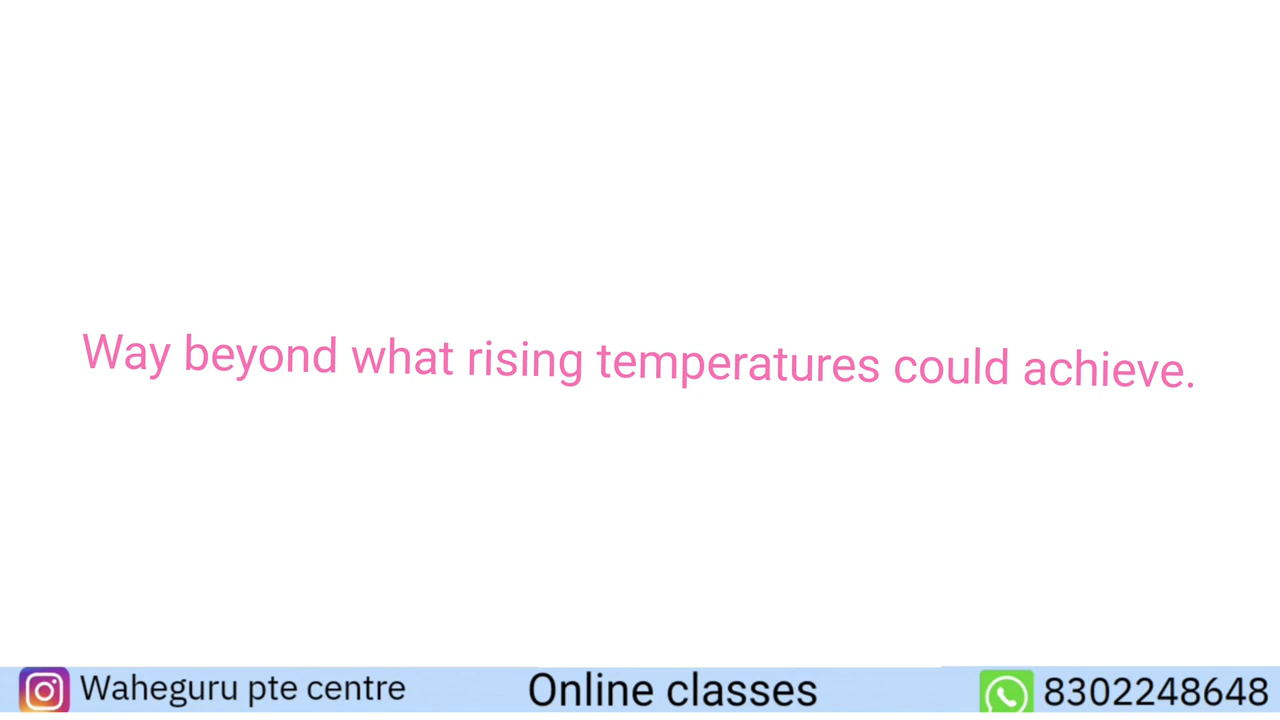 Way beyond what rising temperatures could achieve.
Waheguru pte centre Online classes 8302248648